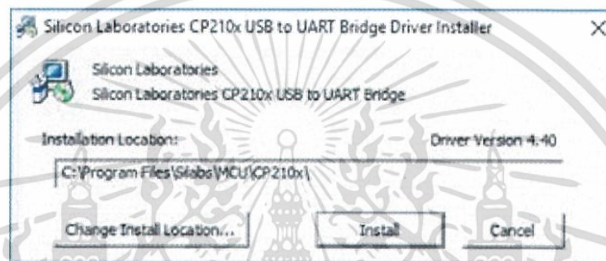 Silicon Laboratories CP210x USB to UART Bridge Driver Installer
Silicon Laboratories
Silicon Laboratories CP210x USB to UART Bridge
Installation Location:
Driver Version 4.40
C:\Program Files\Silabs\MCU\CP210x\
Change Install Location...
Install
Cancel